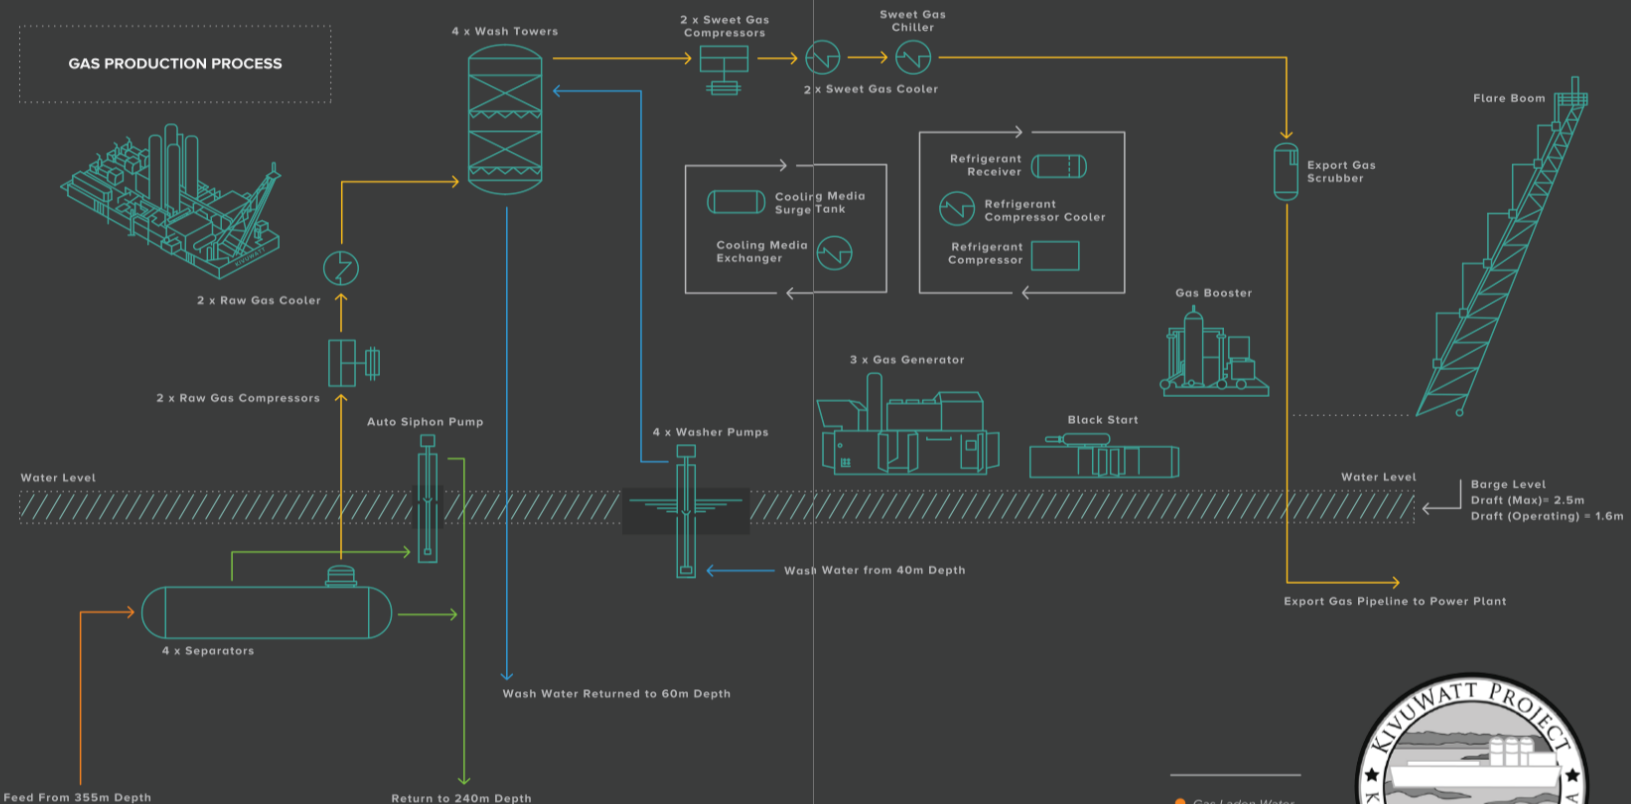 GAS PRODUCTION PROCESS
4 x Wash Towers
2 x Sweet Gas
Compressors
Sweet Gas
Chiller
2 x Sweet Gas Cooler
Flare Boom
Export Gas
Scrubber
Refrigerant
Receiver
Refrigerant
Compressor Cooler
Refrigerant
Compressor
Cooling Media
Surge Tank
Cooling Media
Exchanger
KIVUWATT
2 x Raw Gas Cooler
2 x Raw Gas Compressors
Gas Booster
3 x Gas Generator
Black Start
Auto Siphon Pump
4 x Washer Pumps
Water Level
Water Level
Barge Level
Draft (Max)= 2.5m
Draft (Operating) = 1.6m
Wash Water from 40m Depth
Export Gas Pipeline to Power Plant
4 x Separators
Wash Water Returned to 60m Depth
Feed From 355m Depth
Return to 240m Depth
KIVUWATT PROJECT
Gas Laden Water